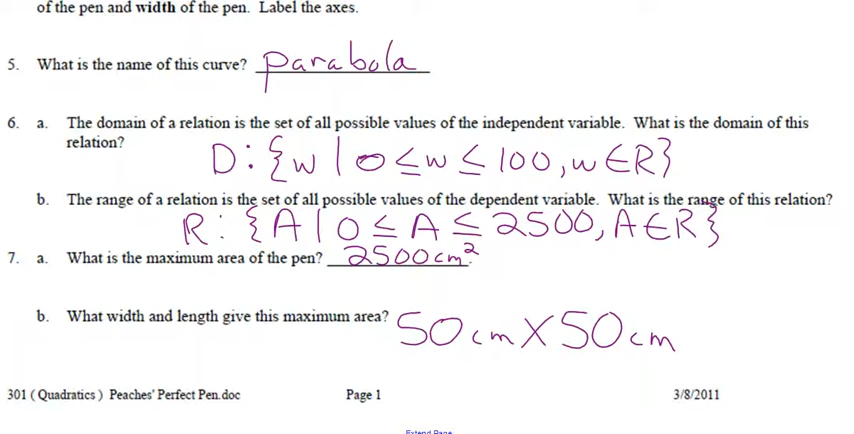 of the pen and width of the pen. Label the axes.
5. What is the name of this curve? parabola
6. a. The domain of a relation is the set of all possible values of the independent variable. What is the domain of this
relation?
D: {w | 0 ≤ w ≤ 100, w ∈ R}
b. The range of a relation is the set of all possible values of the dependent variable. What is the range of this relation?
R: {A | 0 ≤ A ≤ 2500, A ∈ R}
7. a. What is the maximum area of the pen? 2500 cm².
b. What width and length give this maximum area? 50 cm X 50 cm
301 ( Quadratics ) Peaches' Perfect Pen.doc Page 1 3/8/2011
Extend Page